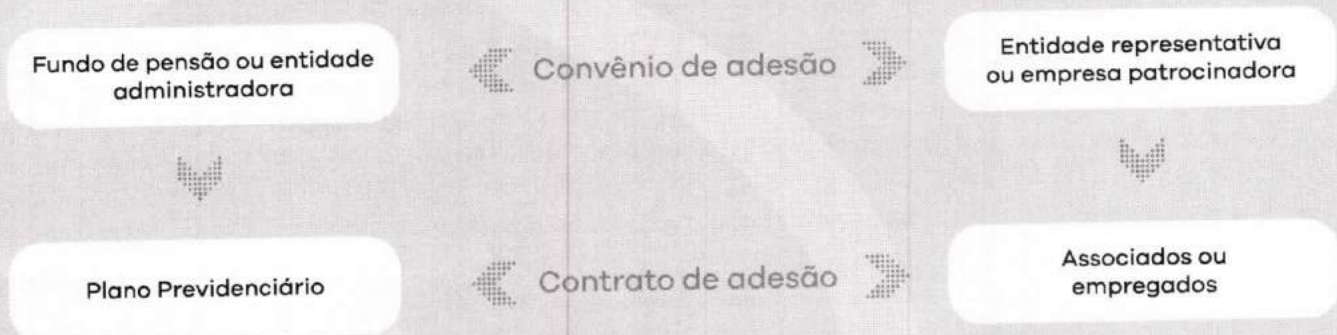 Fundo de pensão ou entidade
administradora
Convênio de adesão
Entidade representativa
ou empresa patrocinadora
Plano Previdenciário
Contrato de adesão
Associados ou
empregados